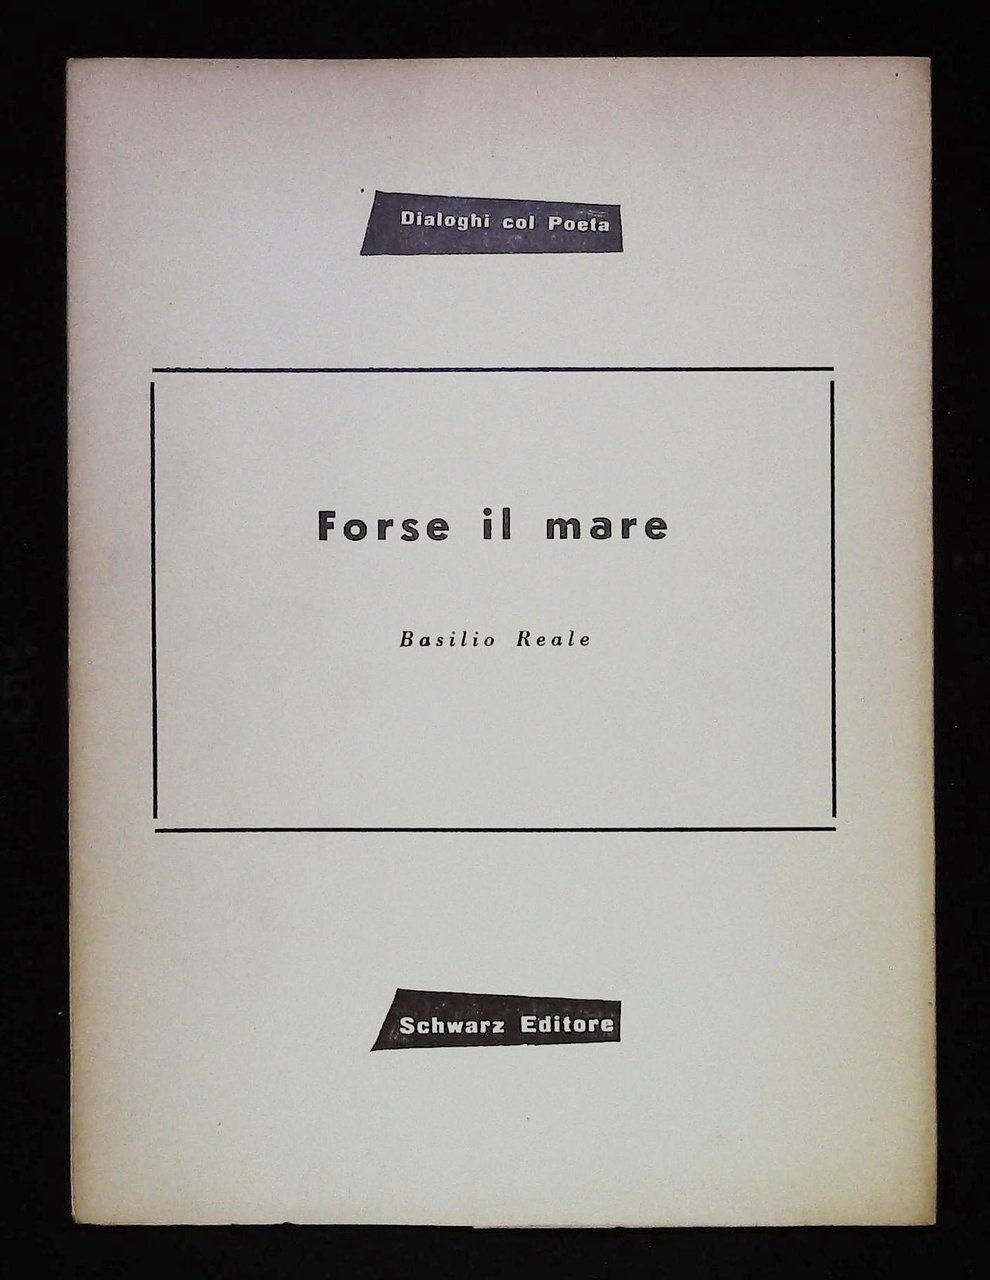 Dialoghi col Poeta
Forse il mare
Basilio Reale
Schwarz Editore